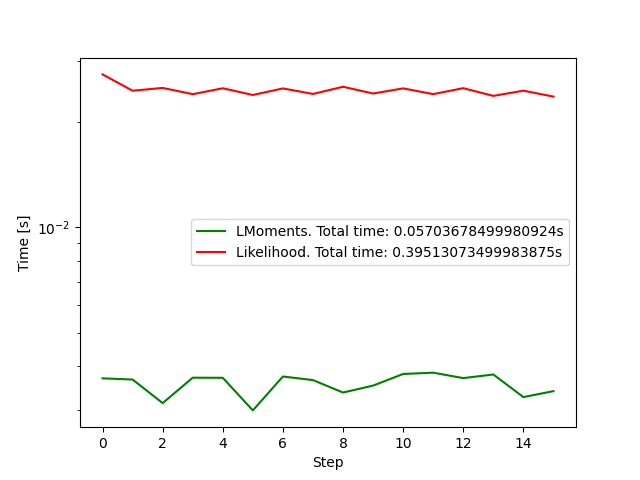 Time [s]
10⁻²
LMoments. Total time: 0.05703678499980924s
Likelihood. Total time: 0.39513073499983875s
0 2 4 6 8 10 12 14
Step